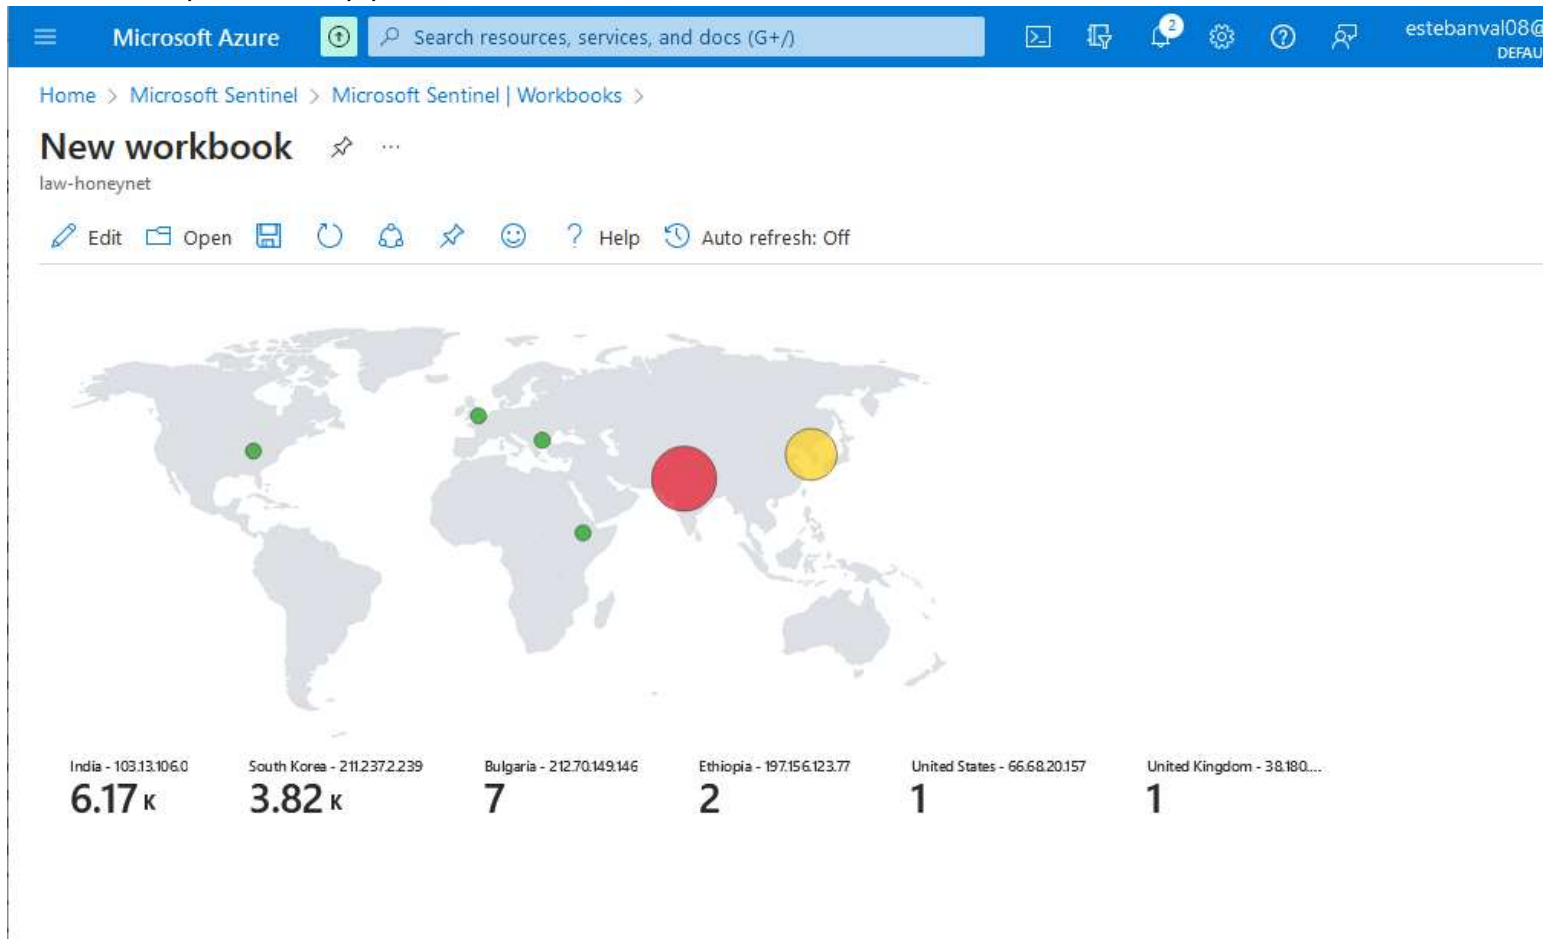 Microsoft Azure
Search resources, services, and docs (G+/)
2
estebanval08@
DEFAU
Home > Microsoft Sentinel > Microsoft Sentinel | Workbooks >
New workbook ...
law-honeynet
Edit Open ? Help Auto refresh: Off
India - 103.13.106.0
6.17 K
South Korea - 211.237.2.239
3.82 K
Bulgaria - 212.70.149.146
7
Ethiopia - 197.156.123.77
2
United States - 66.68.20.157
1
United Kingdom - 38.180....
1